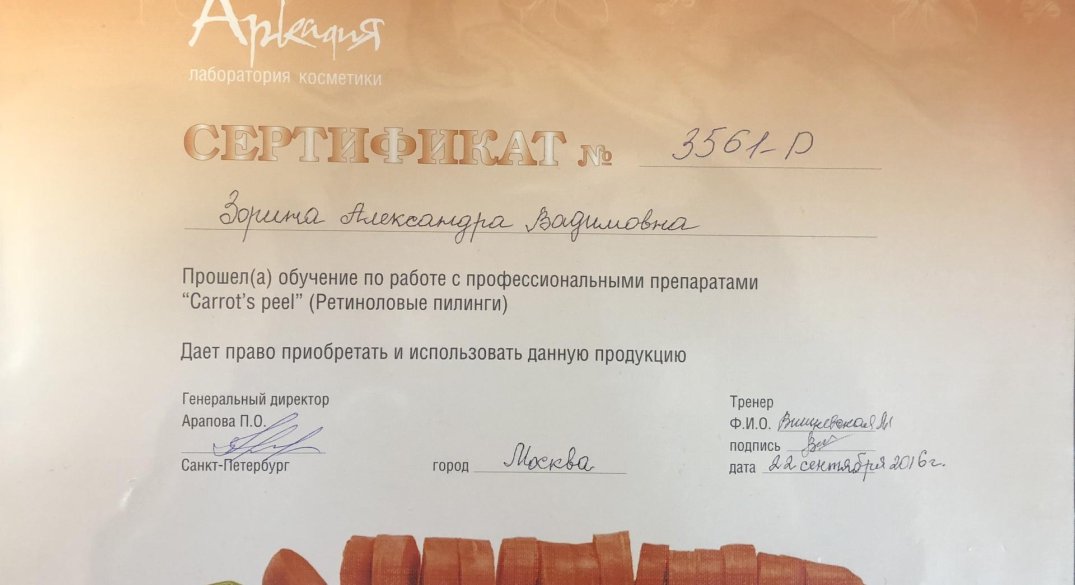 Аркадия
лаборатория косметики
СЕРТИФИКАТ № 3561-Р
Зорина Александра Вадимовна
Прошел(а) обучение по работе с профессиональными препаратами
“Carrot’s peel” (Ретиноловые пилинги)
Дает право приобретать и использовать данную продукцию
Генеральный директор
Арапова П.О.
Санкт-Петербург
город Москва
Тренер
Ф.И.О.
подпись
дата 22 сентября 2016г.